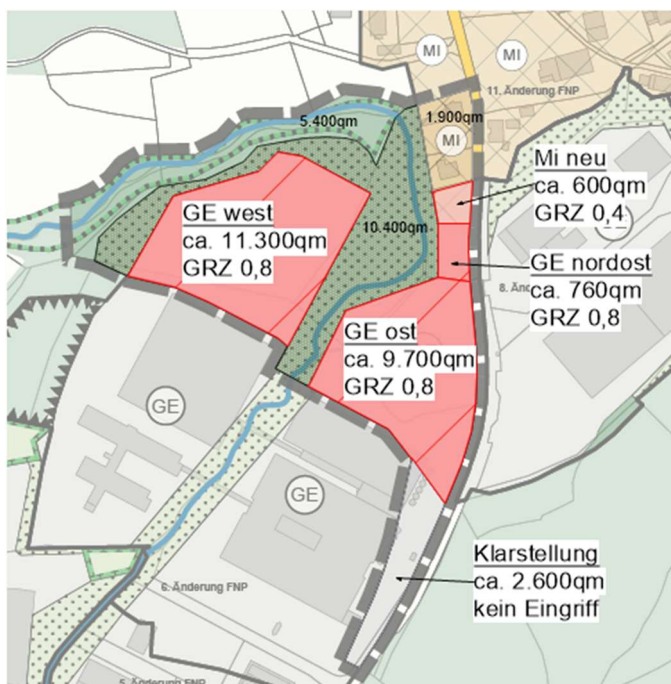 MI
MI
11. Änderung FNP
5.400qm
1.900qm
MI
Mi neu
ca. 600qm
GRZ 0,4
GE west
ca. 11.300qm
GRZ 0,8
10.400qm
GE nordost
ca. 760qm
GRZ 0,8
8. Änd
GE ost
ca. 9.700qm
GRZ 0,8
GE
GE
Klarstellung
ca. 2.600qm
kein Eingriff
6. Änderung FNP
5. Änderung FNP